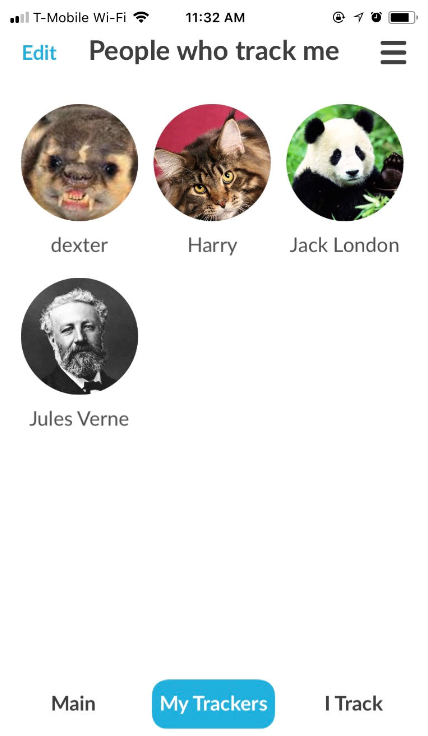 T-Mobile Wi-Fi 11:32 AM
Edit People who track me
dexter Harry Jack London
Jules Verne
Main My Trackers I Track